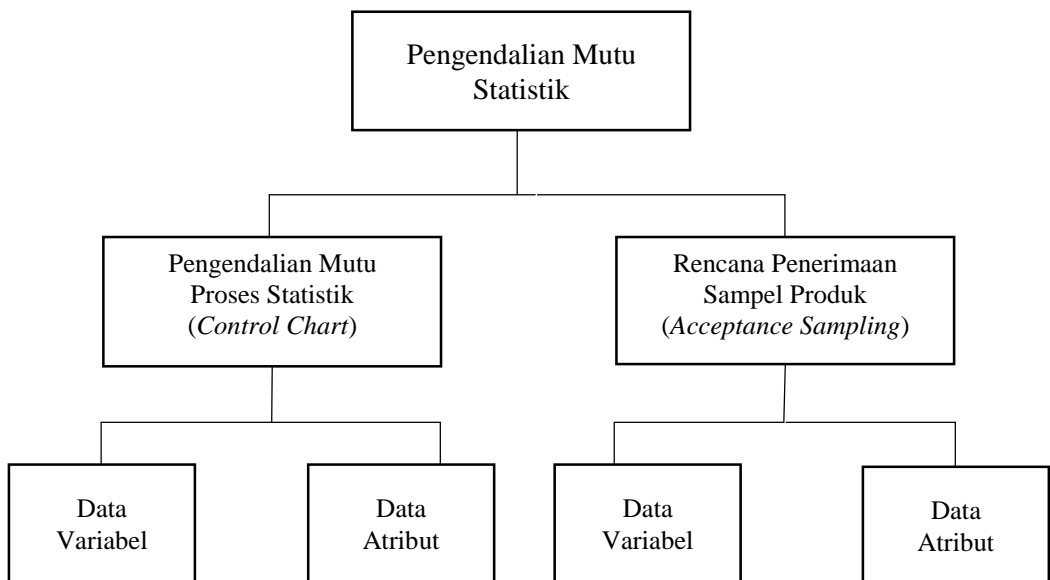 Pengendalian Mutu
Statistik
Pengendalian Mutu
Proses Statistik
(Control Chart)
Rencana Penerimaan
Sampel Produk
(Acceptance Sampling)
Data
Variabel
Data
Atribut
Data
Variabel
Data
Atribut